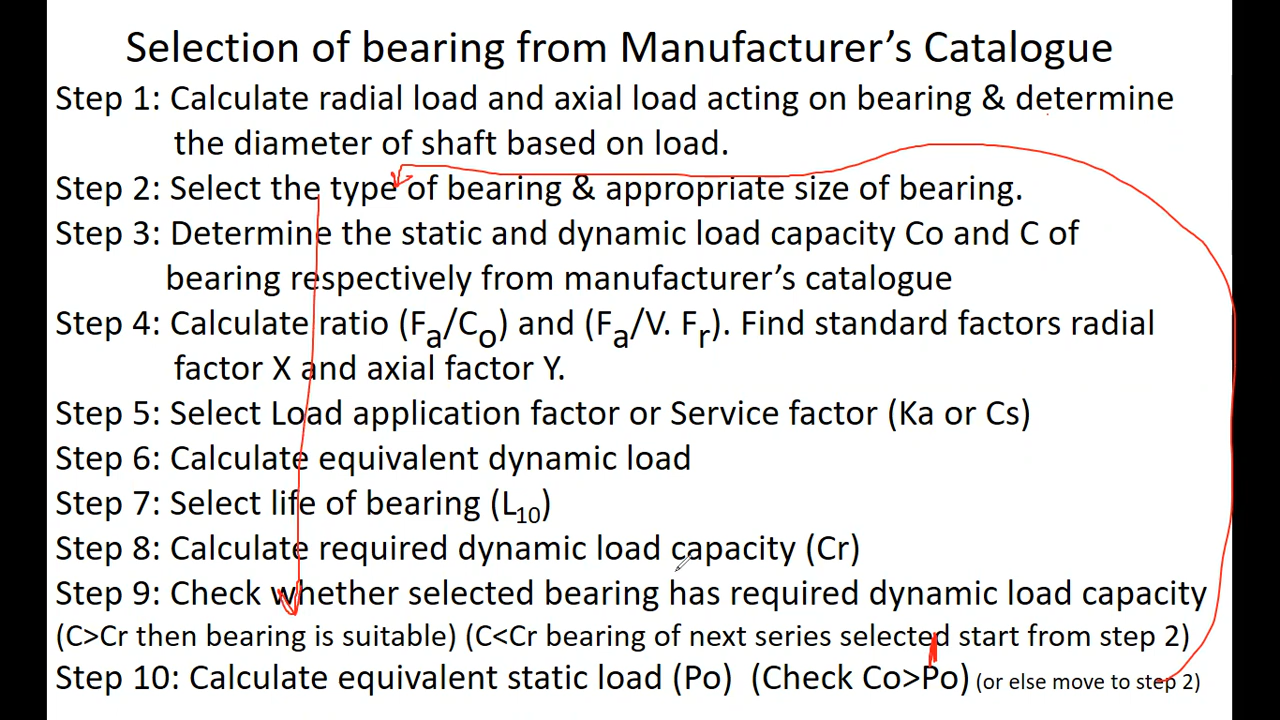 Selection of bearing from Manufacturer's Catalogue
Step 1: Calculate radial load and axial load acting on bearing & determine
the diameter of shaft based on load.
Step 2: Select the type of bearing & appropriate size of bearing.
Step 3: Determine the static and dynamic load capacity Co and C of
bearing respectively from manufacturer's catalogue
Step 4: Calculate ratio (Fa/Co) and (Fa/V. Fr). Find standard factors radial
factor X and axial factor Y.
Step 5: Select Load application factor or Service factor (Ka or Cs)
Step 6: Calculate equivalent dynamic load
Step 7: Select life of bearing (L10)
Step 8: Calculate required dynamic load capacity (Cr)
Step 9: Check whether selected bearing has required dynamic load capacity
(C>Cr then bearing is suitable) (C<Cr bearing of next series selected start from step 2)
Step 10: Calculate equivalent static load (Po) (Check Co>Po) (or else move to step 2)